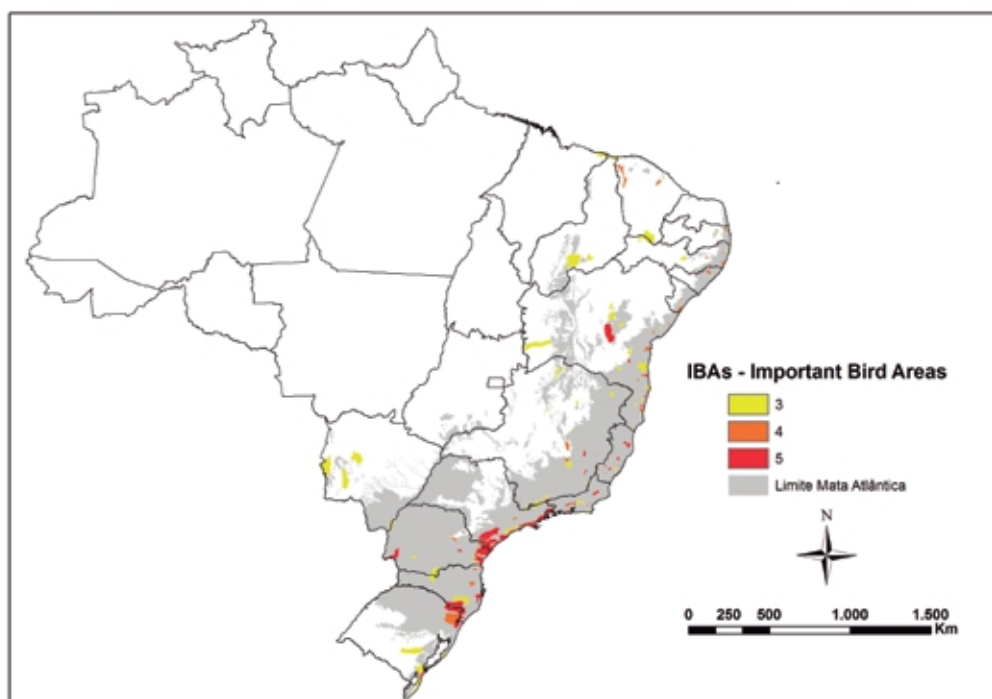 IBAs - Important Bird Areas
3
4
5
Limite Mata Atlântica
N
0 250 500 1.000 1.500
Km